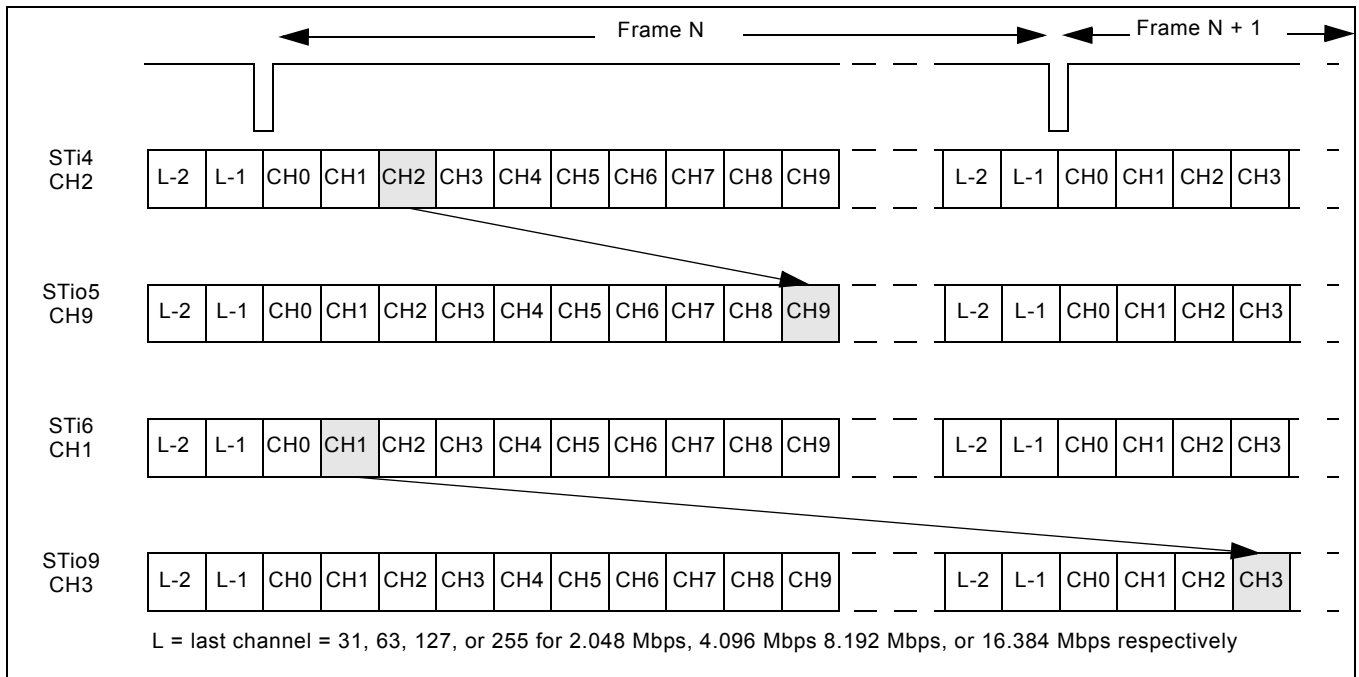 Frame N
Frame N + 1
STi4
CH2
L-2 L-1 CH0 CH1 CH2 CH3 CH4 CH5 CH6 CH7 CH8 CH9 L-2 L-1 CH0 CH1 CH2 CH3
STio5
CH9
L-2 L-1 CH0 CH1 CH2 CH3 CH4 CH5 CH6 CH7 CH8 CH9 L-2 L-1 CH0 CH1 CH2 CH3
STi6
CH1
L-2 L-1 CH0 CH1 CH2 CH3 CH4 CH5 CH6 CH7 CH8 CH9 L-2 L-1 CH0 CH1 CH2 CH3
STio9
CH3
L-2 L-1 CH0 CH1 CH2 CH3 CH4 CH5 CH6 CH7 CH8 CH9 L-2 L-1 CH0 CH1 CH2 CH3
L = last channel = 31, 63, 127, or 255 for 2.048 Mbps, 4.096 Mbps 8.192 Mbps, or 16.384 Mbps respectively